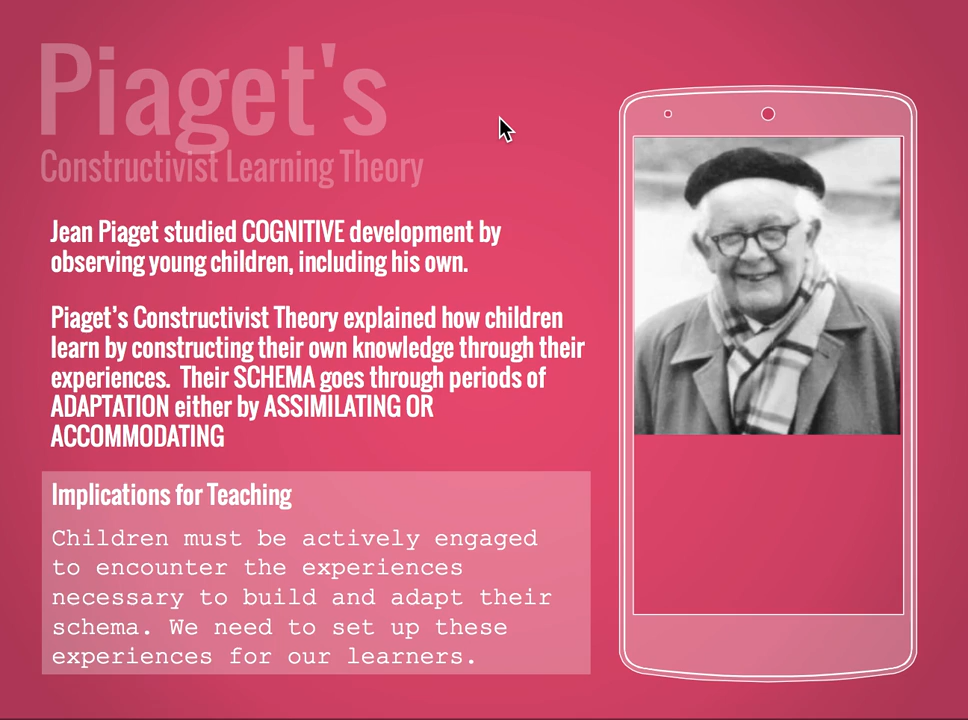 Piaget's
Constructivist Learning Theory
Jean Piaget studied COGNITIVE development by
observing young children, including his own.
Piaget's Constructivist Theory explained how children
learn by constructing their own knowledge through their
experiences.  Their SCHEMA goes through periods of
ADAPTATION either by ASSIMILATING OR
ACCOMMODATING
Implications for Teaching
Children must be actively engaged
to encounter the experiences
necessary to build and adapt their
schema. We need to set up these
experiences for our learners.